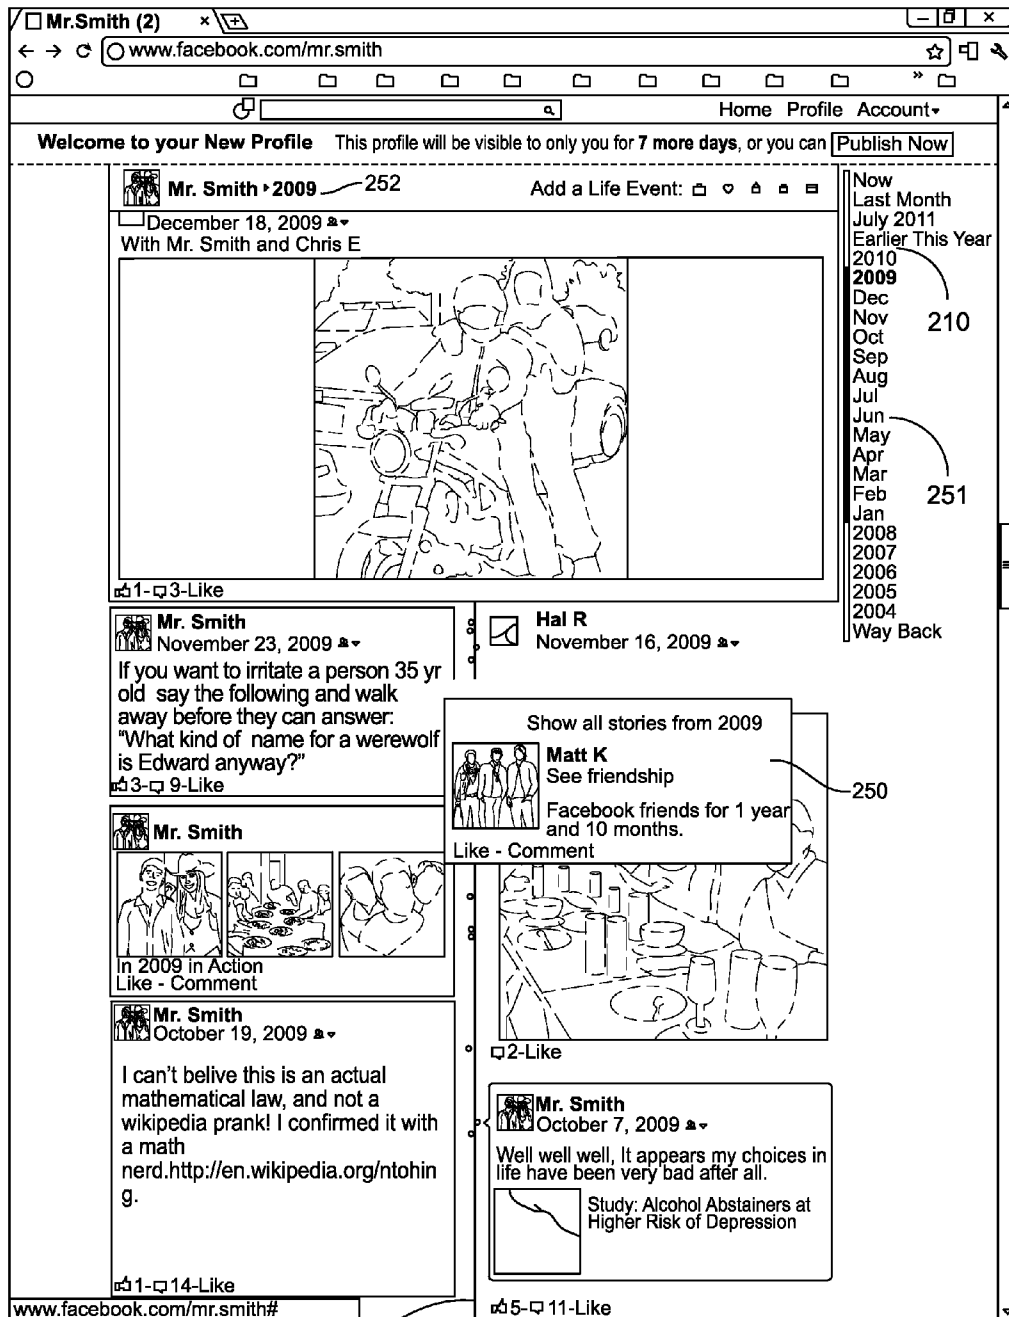 Mr.Smith (2)
www.facebook.com/mr.smith
Home Profile Account
Welcome to your New Profile This profile will be visible to only you for 7 more days, or you can Publish Now
Mr. Smith 2009
252
Add a Life Event:
December 18, 2009
With Mr. Smith and Chris E
1- 3-Like
Now
Last Month
July 2011
Earlier This Year
2010
2009
Dec
Nov
Oct
Sep
Aug
Jul
Jun
May
Apr
Mar
Feb
Jan
2008
2007
2006
2005
2004
Way Back
210
251
Mr. Smith
November 23, 2009
If you want to irritate a person 35 yr
old say the following and walk
away before they can answer:
“What kind of name for a werewolf
is Edward anyway?”
3- 9-Like
Hal R
November 16, 2009
Show all stories from 2009
Matt K
See friendship
Facebook friends for 1 year
and 10 months.
Like - Comment
250
Mr. Smith
In 2009 in Action
Like - Comment
2-Like
Mr. Smith
October 19, 2009
I can't belive this is an actual
mathematical law, and not a
wikipedia prank! I confirmed it with
a math
nerd.http://en.wikipedia.org/ntohin
g.
1- 14-Like
Mr. Smith
October 7, 2009
Well well well, It appears my choices in
life have been very bad after all.
Study: Alcohol Abstainers at
Higher Risk of Depression
5- 11-Like
www.facebook.com/mr.smith#